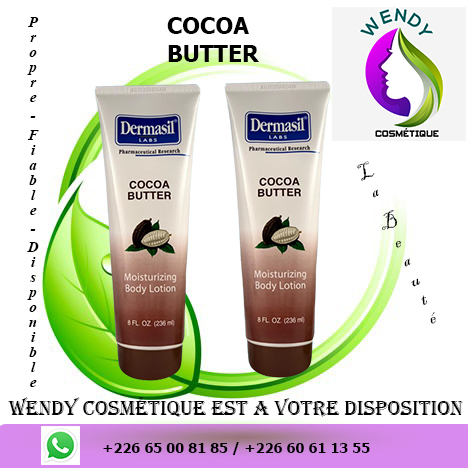 COCOA
BUTTER
WENDY
COSMÉTIQUE
Propre-Fiable-Disponible
La Beauté
Dermasil
LABS
Pharmaceutical Research
COCOA
BUTTER
Moisturizing
Body Lotion
8 FL. OZ. (236 ml)
Dermasil
LABS
Pharmaceutical Research
COCOA
BUTTER
Moisturizing
Body Lotion
8 FL. OZ. (236 ml)
WENDY COSMETIQUE EST A VOTRE DISPOSITION
+226 65 00 81 85 / +226 60 61 13 55